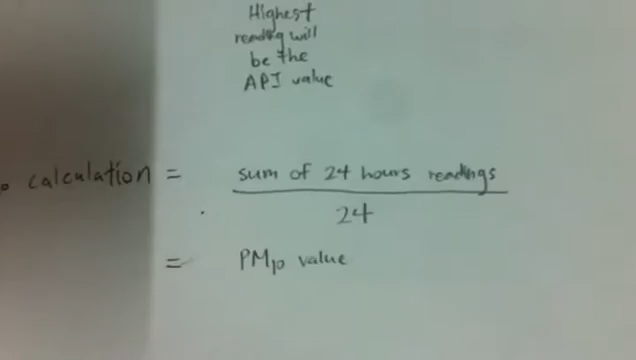 Highest
reading will
be the
API value
calculation = sum of 24 hours readings
24
= PM10 value